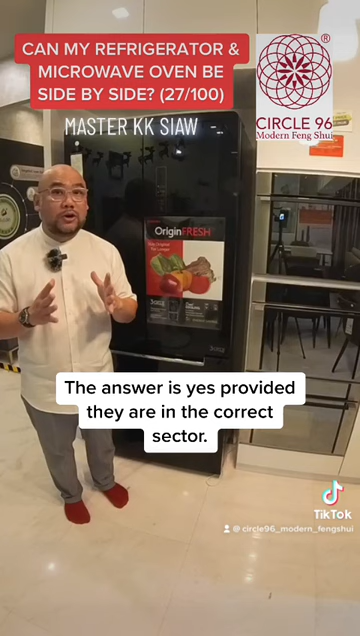 CAN MY REFRIGERATOR &
MICROWAVE OVEN BE
SIDE BY SIDE? (27/100)
®
CIRCLE 96
Modern Feng Shui
MASTER KK SIAW
OriginFRESH
The answer is yes provided
they are in the correct
sector.
TikTok
@circle96_modern_fengshui